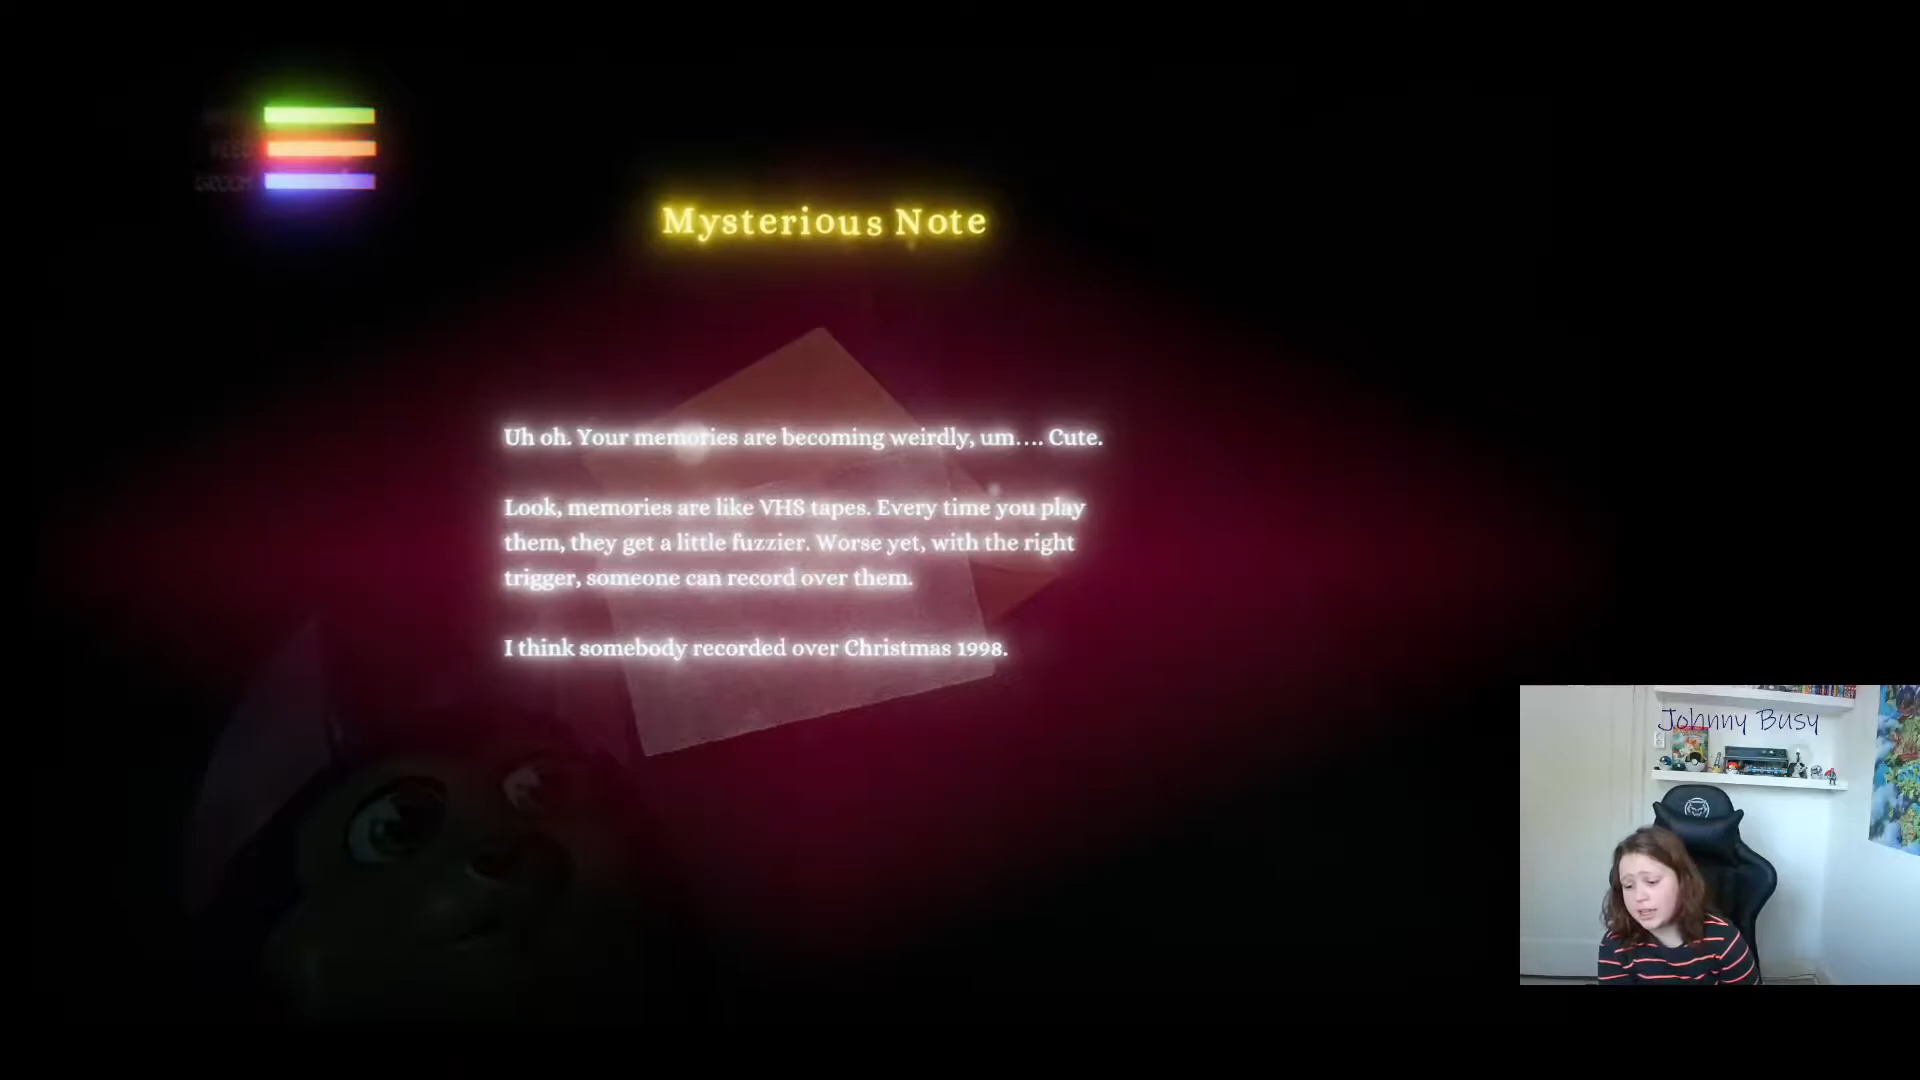 Mysterious Note
Uh oh. Your memories are becoming weirdly, um…. Cute.
Look, memories are like VHS tapes. Every time you play
them, they get a little fuzzier. Worse yet, with the right
trigger, someone can record over them.
I think somebody recorded over Christmas 1998.
Johnny Busy